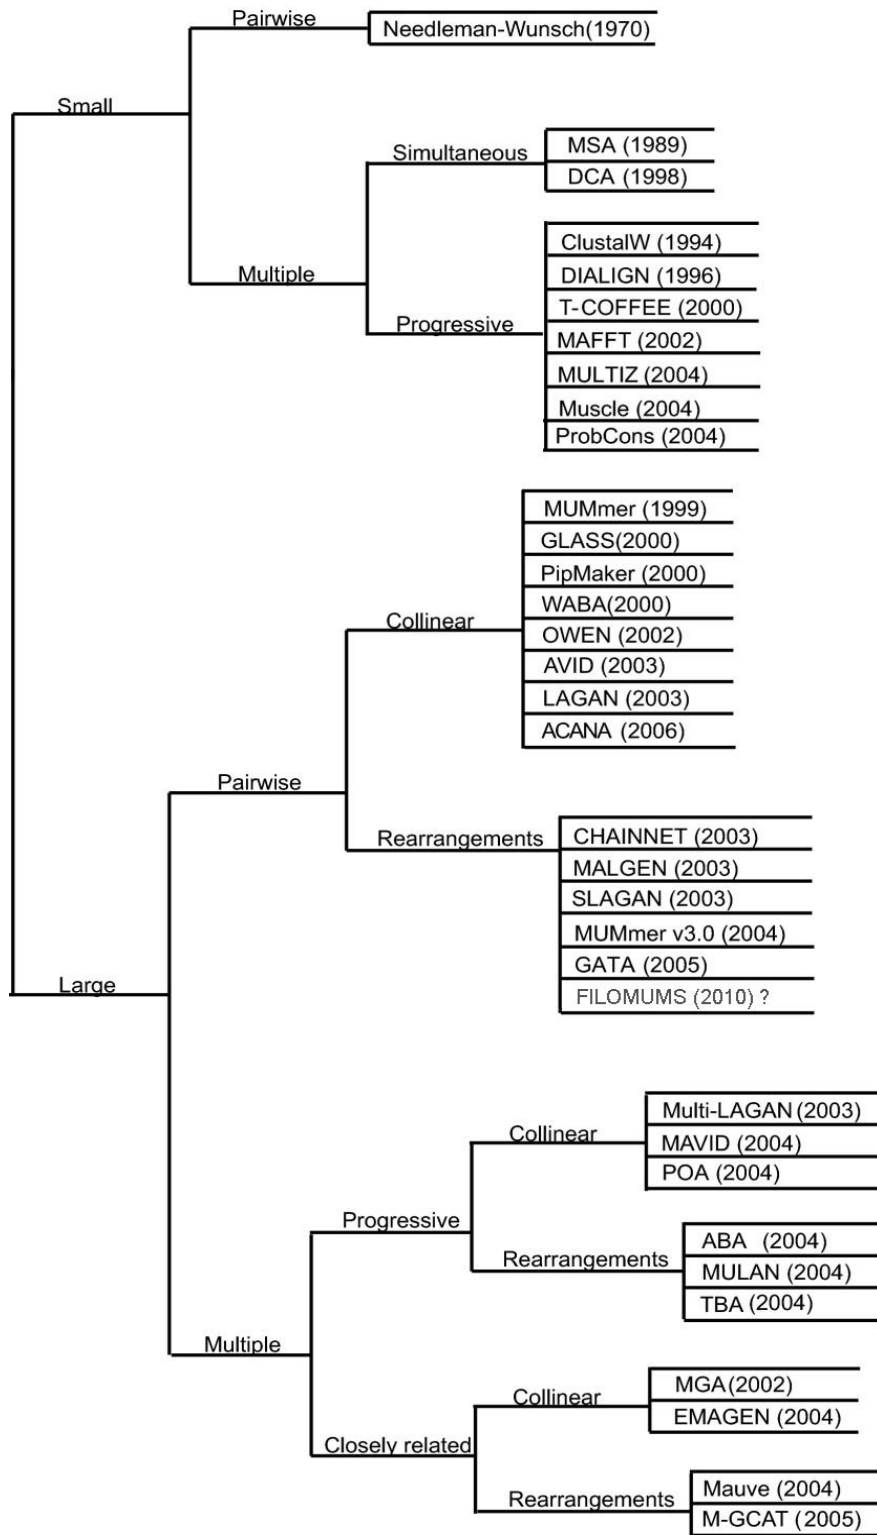 Pairwise
Needleman-Wunsch(1970)
Small
Simultaneous
MSA (1989)
DCA (1998)
Multiple
Progressive
ClustalW (1994)
DIALIGN (1996)
T-COFFEE (2000)
MAFFT (2002)
MULTIZ (2004)
Muscle (2004)
ProbCons (2004)
Collinear
MUMmer (1999)
GLASS(2000)
PipMaker (2000)
WABA(2000)
OWEN (2002)
AVID (2003)
LAGAN (2003)
ACANA (2006)
Pairwise
Rearrangements
CHAINNET (2003)
MALGEN (2003)
SLAGAN (2003)
MUMmer v3.0 (2004)
GATA (2005)
FILOMUMS (2010) ?
Large
Collinear
Multi-LAGAN (2003)
MAVID (2004)
POA (2004)
Progressive
Rearrangements
ABA (2004)
MULAN (2004)
TBA (2004)
Multiple
Collinear
MGA (2002)
EMAGEN (2004)
Closely related
Rearrangements
Mauve (2004)
M-GCAT (2005)